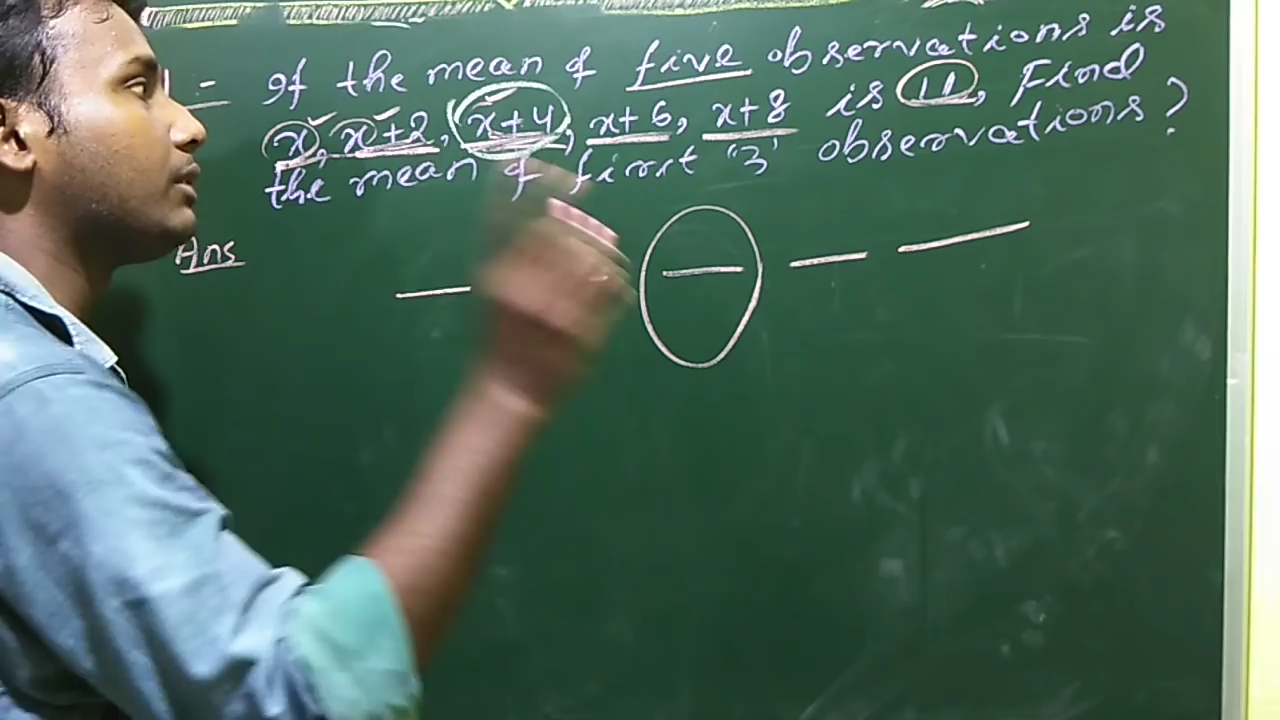 1 - If the mean of five observations is
x, x+2, x+4, x+6, x+8 is 11, Find
the mean of first '3' observations?
Ans